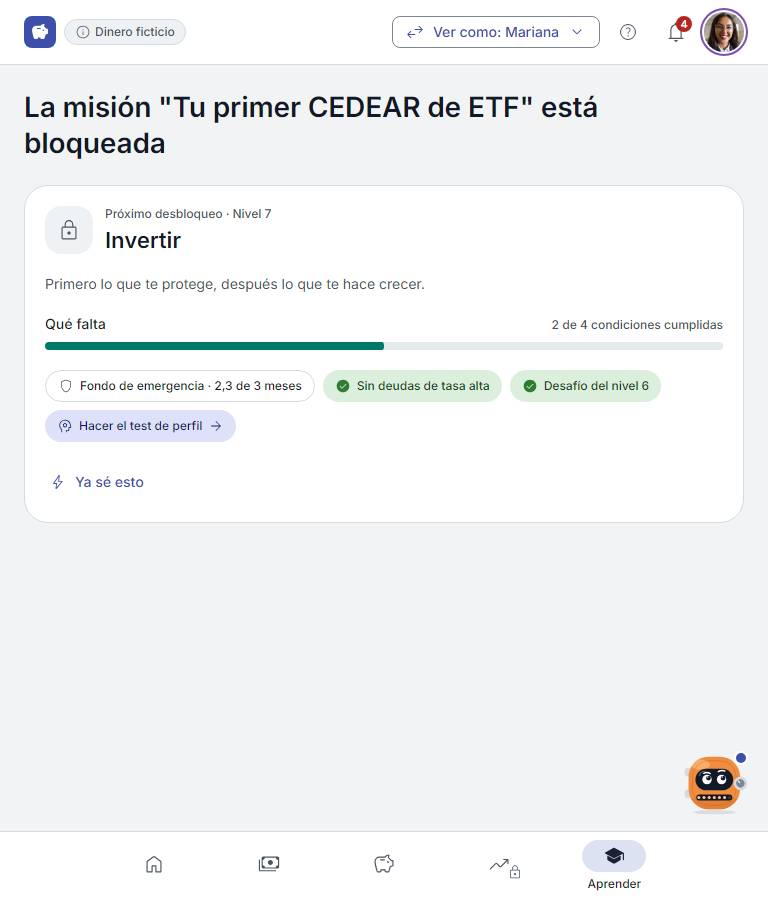 Dinero ficticio
Ver como: Mariana
4
La misión "Tu primer CEDEAR de ETF" está
bloqueada
Próximo desbloqueo · Nivel 7
Invertir
Primero lo que te protege, después lo que te hace crecer.
Qué falta
2 de 4 condiciones cumplidas
Fondo de emergencia · 2,3 de 3 meses
Sin deudas de tasa alta
Desafío del nivel 6
Hacer el test de perfil
Ya sé esto
Aprender